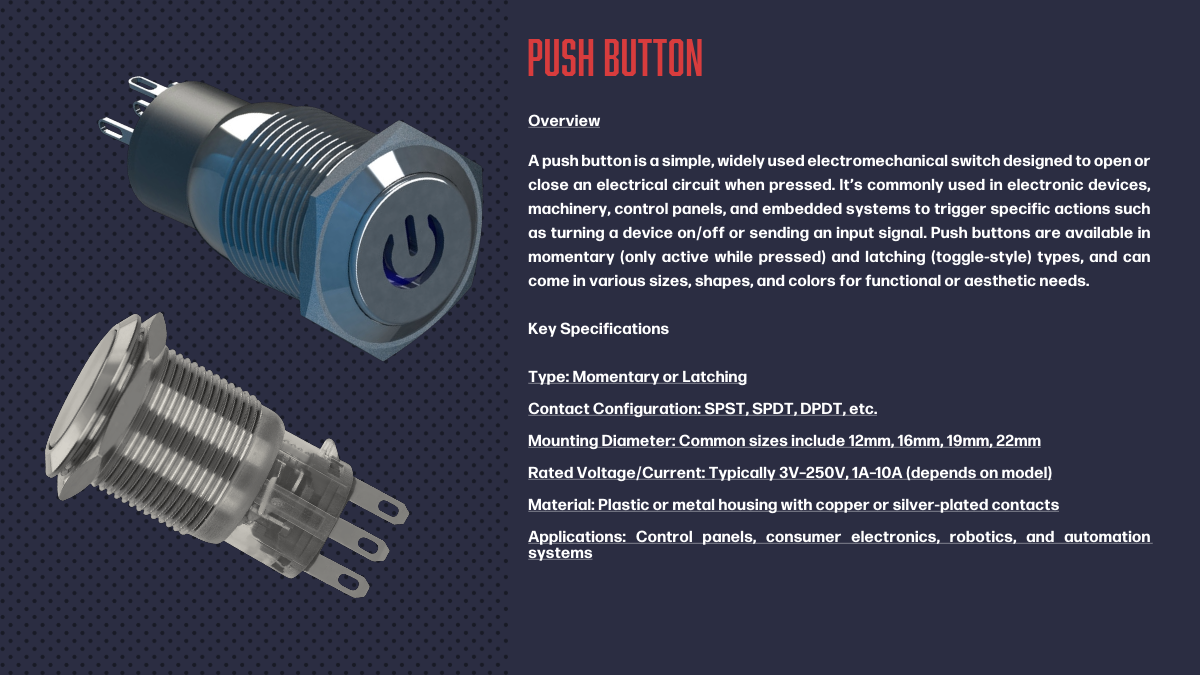 PUSH BUTTON
Overview
A push button is a simple, widely used electromechanical switch designed to open or
close an electrical circuit when pressed. It’s commonly used in electronic devices,
machinery, control panels, and embedded systems to trigger specific actions such
as turning a device on/off or sending an input signal. Push buttons are available in
momentary (only active while pressed) and latching (toggle-style) types, and can
come in various sizes, shapes, and colors for functional or aesthetic needs.
Key Specifications
Type: Momentary or Latching
Contact Configuration: SPST, SPDT, DPDT, etc.
Mounting Diameter: Common sizes include 12mm, 16mm, 19mm, 22mm
Rated Voltage/Current: Typically 3V–250V, 1A–10A (depends on model)
Material: Plastic or metal housing with copper or silver-plated contacts
Applications: Control panels, consumer electronics, robotics, and automation
systems